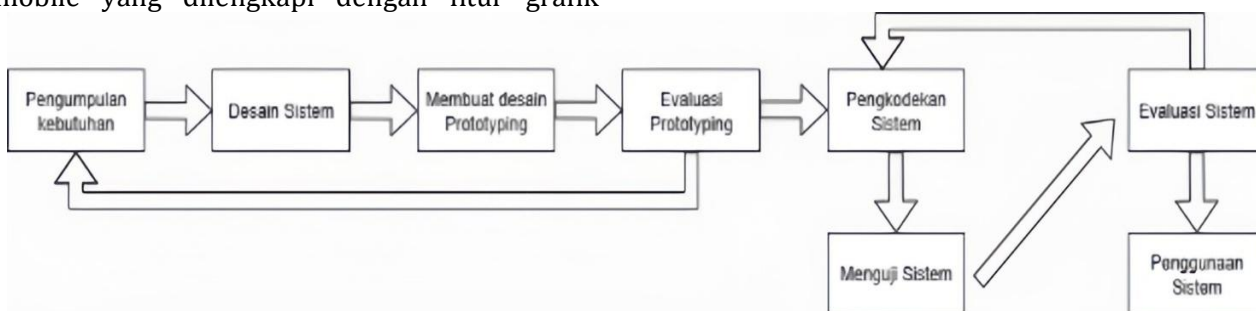 mobile yang dilengkapi dengan fitur grafik
Pengumpulan
kebutuhan
Desain Sistem
Membuat desain
Prototyping
Evaluasi
Prototyping
Pengkodekan
Sistem
Evaluasi Sistem
Menguji Sistem
Penggunaan
Sistem